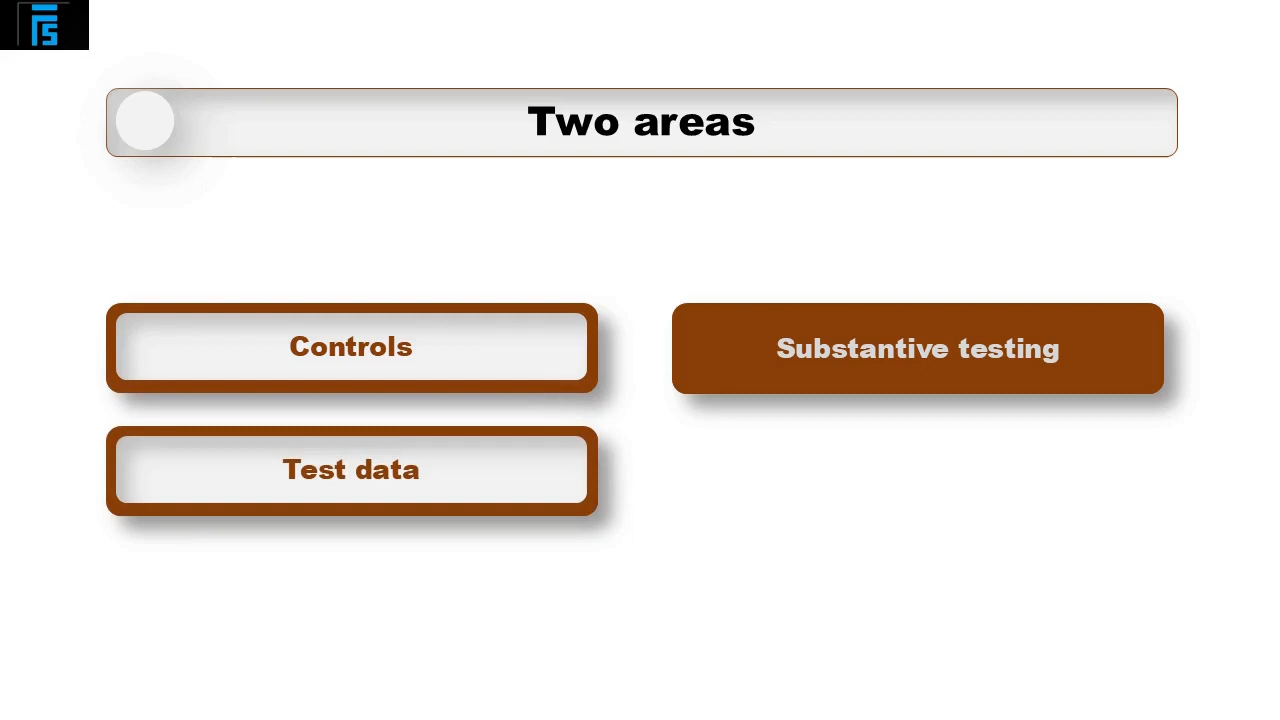 Two areas
Controls
Substantive testing
Test data